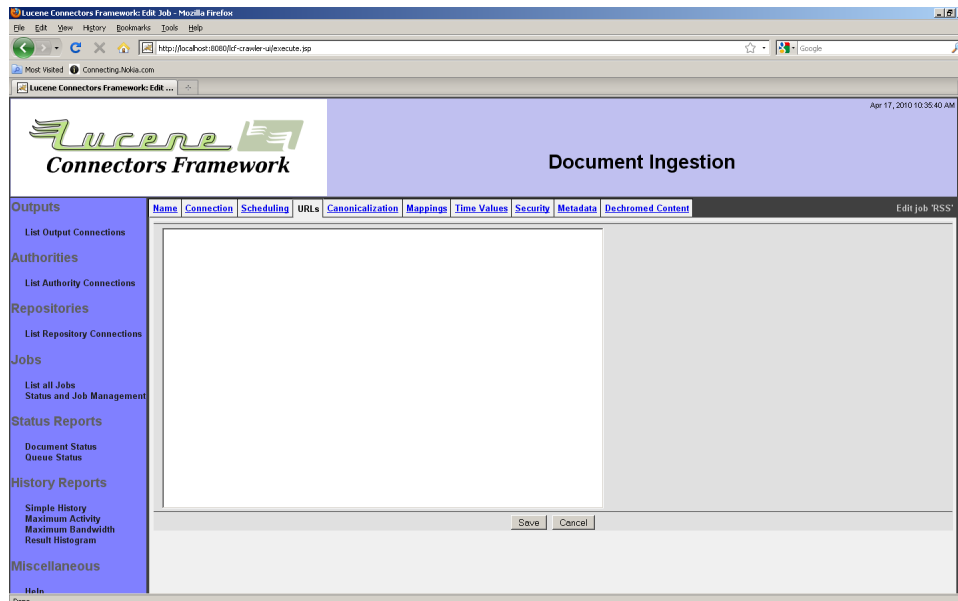 Lucene Connectors Framework: Edit Job - Mozilla Firefox
File Edit View History Bookmarks Tools Help
http://localhost:8080/lcf-crawler-ui/execute.jsp
Google
Most Visited Connecting.Nokia.com
Lucene Connectors Framework: Edit ...
Apr 17, 2010 10:35:40 AM
Lucene
Connectors Framework
Document Ingestion
Outputs
List Output Connections
Authorities
List Authority Connections
Repositories
List Repository Connections
Jobs
List all Jobs
Status and Job Management
Status Reports
Document Status
Queue Status
History Reports
Simple History
Maximum Activity
Maximum Bandwidth
Result Histogram
Miscellaneous
Help
Name Connection Scheduling URLs Canonicalization Mappings Time Values Security Metadata Dechromed Content Edit job 'RSS'
Save Cancel
Done